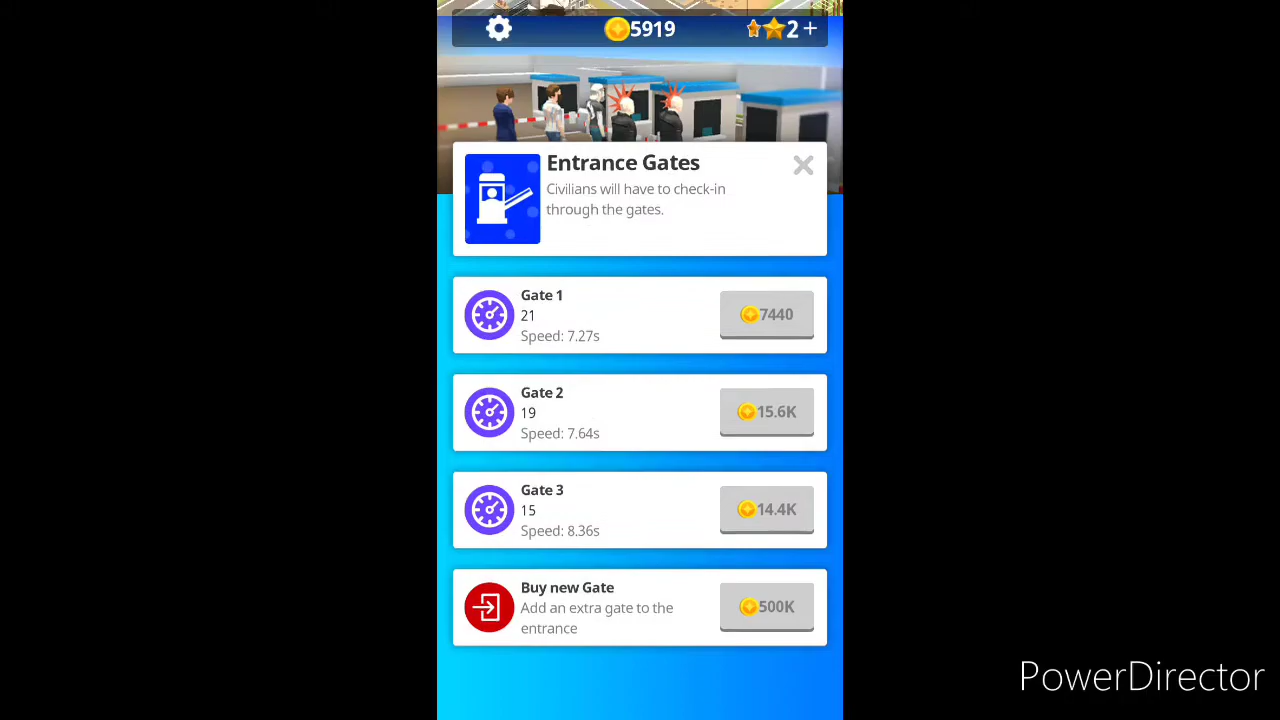 5919
2 +
Entrance Gates
Civilians will have to check-in
through the gates.
Gate 1
21
Speed: 7.27s
7440
Gate 2
19
Speed: 7.64s
15.6K
Gate 3
15
Speed: 8.36s
14.4K
Buy new Gate
Add an extra gate to the
entrance
500K
PowerDirector